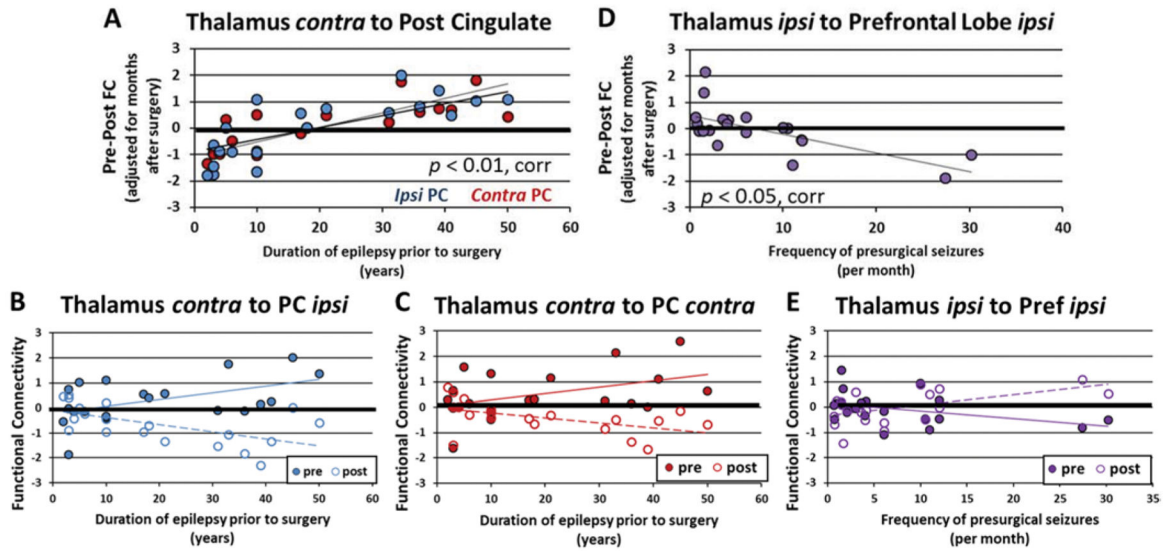 A Thalamus contra to Post Cingulate
Pre-Post FC
(adjusted for months
after surgery)
3
2
1
0
-1
-2
-3
p < 0.01, corr
Ipsi PC Contra PC
0 10 20 30 40 50 60
Duration of epilepsy prior to surgery
(years)
D Thalamus ipsi to Prefrontal Lobe ipsi
Pre-Post FC
(adjusted for months
after surgery)
3
2
1
0
-1
-2
-3
p < 0.05, corr
0 10 20 30 40
Frequency of presurgical seizures
(per month)
B Thalamus contra to PC ipsi
Functional Connectivity
3
2
1
0
-1
-2
-3
pre post
0 10 20 30 40 50 60
Duration of epilepsy prior to surgery
(years)
C Thalamus contra to PC contra
Functional Connectivity
3
2
1
0
-1
-2
-3
pre post
0 10 20 30 40 50 60
Duration of epilepsy prior to surgery
(years)
E Thalamus ipsi to Pref ipsi
Functional Connectivity
3
2
1
0
-1
-2
-3
pre post
0 5 10 15 20 25 30 35
Frequency of presurgical seizures
(per month)